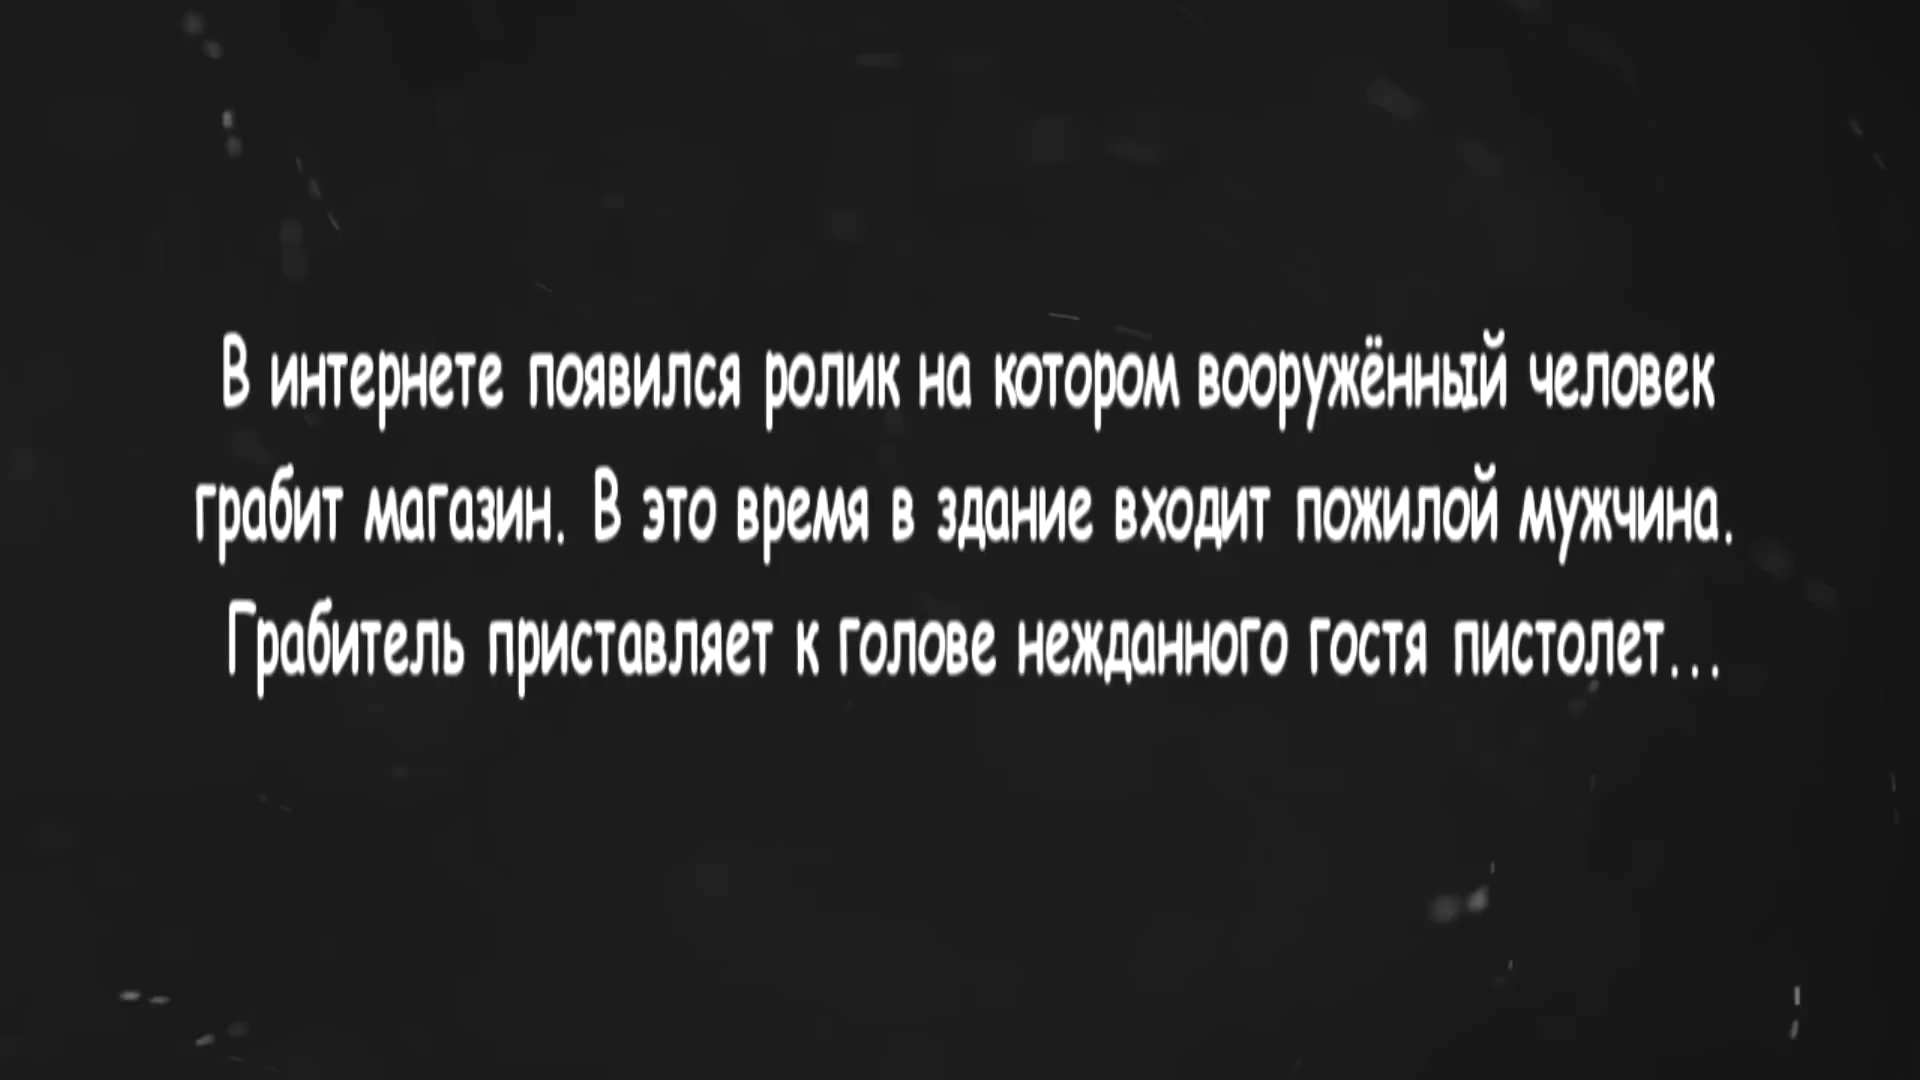 В интернете появился ролик на котором вооружённый человек
грабит магазин. В это время в здание входит пожилой мужчина.
Грабитель приставляет к голове нежданного гостя пистолет...